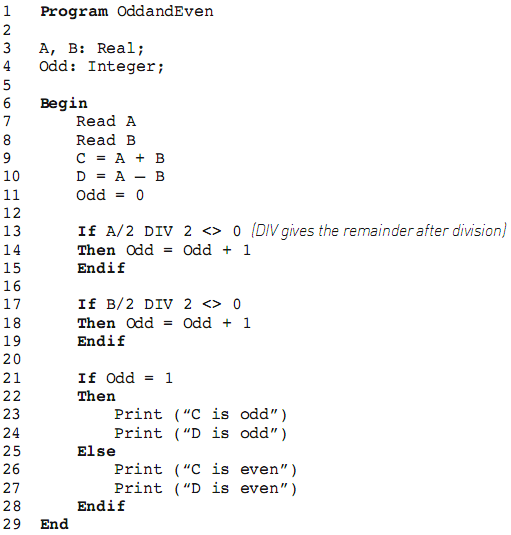 1 Program OddandEven
2
3 A, B: Real;
4 Odd: Integer;
5
6 Begin
7 Read A
8 Read B
9 C = A + B
10 D = A – B
11 Odd = 0
12
13 If A/2 DIV 2 <> 0 (DIV gives the remainder after division)
14 Then Odd = Odd + 1
15 Endif
16
17 If B/2 DIV 2 <> 0
18 Then Odd = Odd + 1
19 Endif
20
21 If Odd = 1
22 Then
23 Print (“C is odd”)
24 Print (“D is odd”)
25 Else
26 Print (“C is even”)
27 Print (“D is even”)
28 Endif
29 End